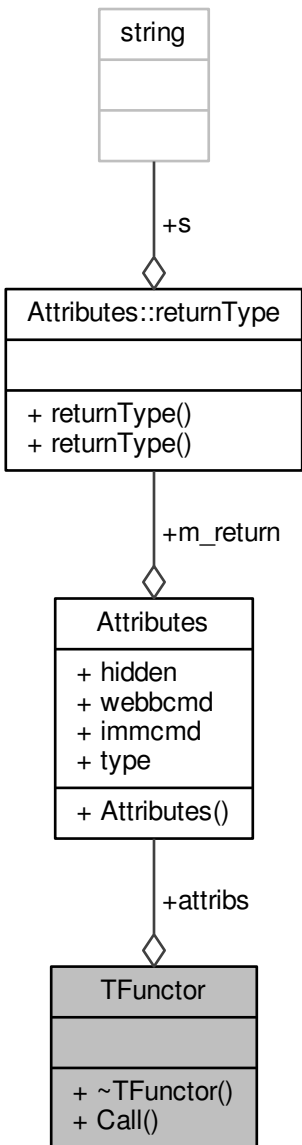 string
+s
Attributes::returnType
+ returnType()
+ returnType()
+m_return
Attributes
+ hidden
+ webbcmd
+ immcmd
+ type
+ Attributes()
+attribs
TFunctor
+ ~TFunctor()
+ Call()